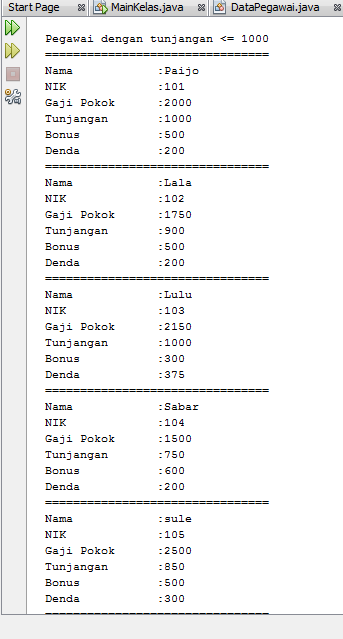 Start Page MainKelas.java DataPegawai.java
Pegawai dengan tunjangan <= 1000
================================
Nama :Paijo
NIK :101
Gaji Pokok :2000
Tunjangan :1000
Bonus :500
Denda :200
================================
Nama :Lala
NIK :102
Gaji Pokok :1750
Tunjangan :900
Bonus :500
Denda :200
================================
Nama :Lulu
NIK :103
Gaji Pokok :2150
Tunjangan :1000
Bonus :300
Denda :375
================================
Nama :Sabar
NIK :104
Gaji Pokok :1500
Tunjangan :750
Bonus :600
Denda :200
================================
Nama :sule
NIK :105
Gaji Pokok :2500
Tunjangan :850
Bonus :500
Denda :300
================================